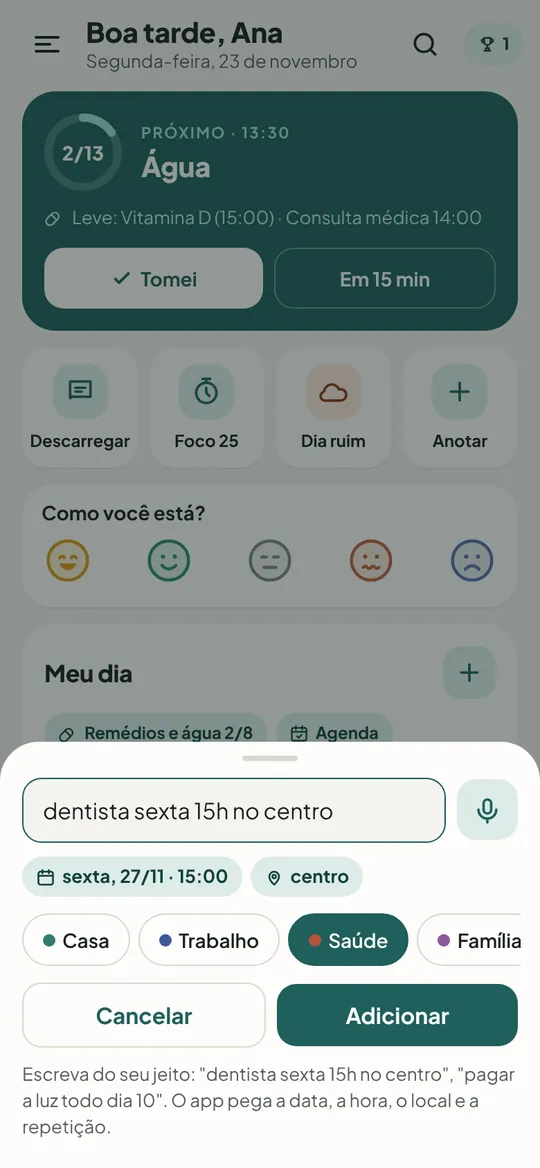 Boa tarde, Ana
Segunda-feira, 23 de novembro
1
2/13
PRÓXIMO · 13:30
Água
Leve: Vitamina D (15:00) · Consulta médica 14:00
Tomei
Em 15 min
Descarregar
Foco 25
Dia ruim
Anotar
Como você está?
Meu dia
Remédios e água 2/8
Agenda
dentista sexta 15h no centro
sexta, 27/11 · 15:00
centro
Casa
Trabalho
Saúde
Família
Cancelar
Adicionar
Escreva do seu jeito: "dentista sexta 15h no centro", "pagar
a luz todo dia 10". O app pega a data, a hora, o local e a
repetição.